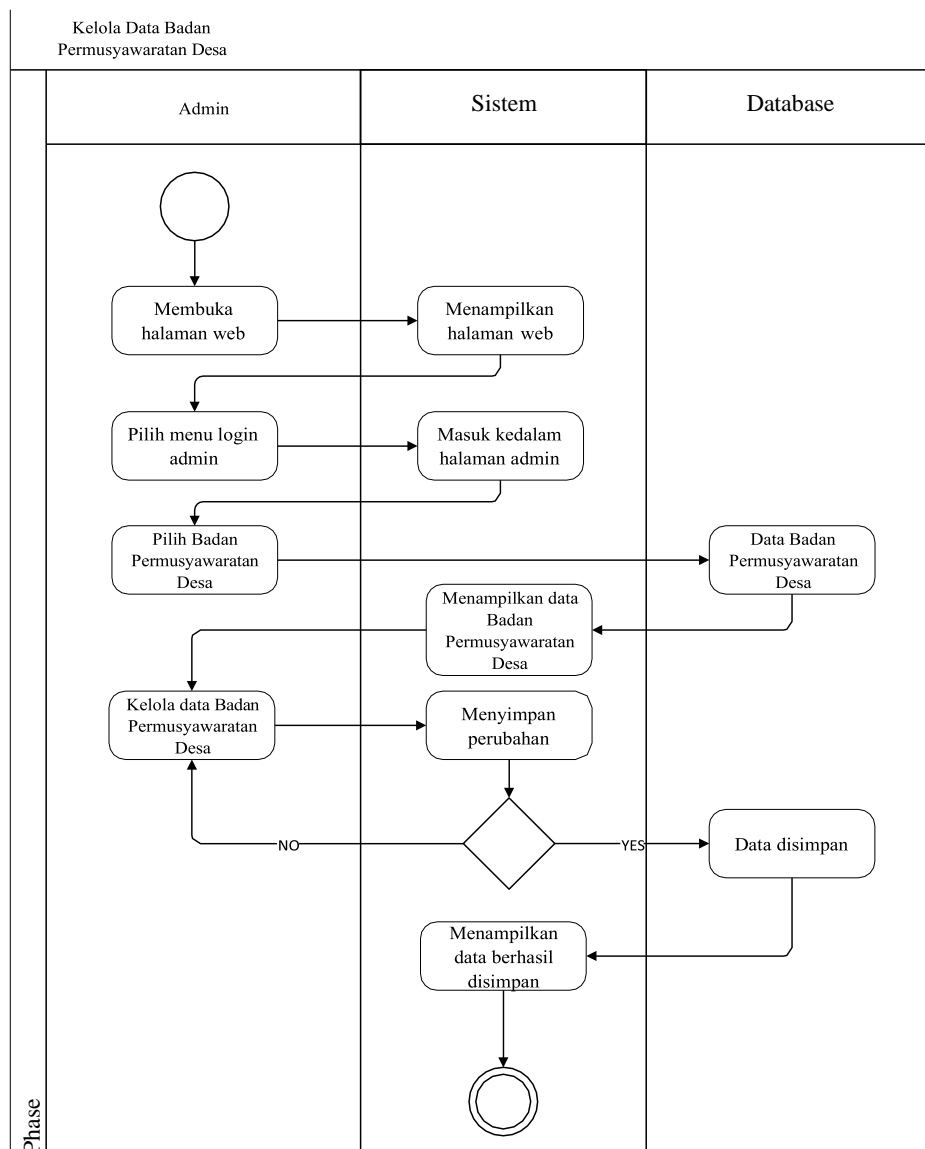 Kelola Data Badan
Permusyawaratan Desa
Admin
Sistem
Database
Membuka
halaman web
Menampilkan
halaman web
Pilih menu login
admin
Masuk kedalam
halaman admin
Pilih Badan
Permusyawaratan
Desa
Data Badan
Permusyawaratan
Desa
Menampilkan data
Badan
Permusyawaratan
Desa
Kelola data Badan
Permusyawaratan
Desa
Menyimpan
perubahan
NO
YES
Data disimpan
Menampilkan
data berhasil
disimpan
Phase